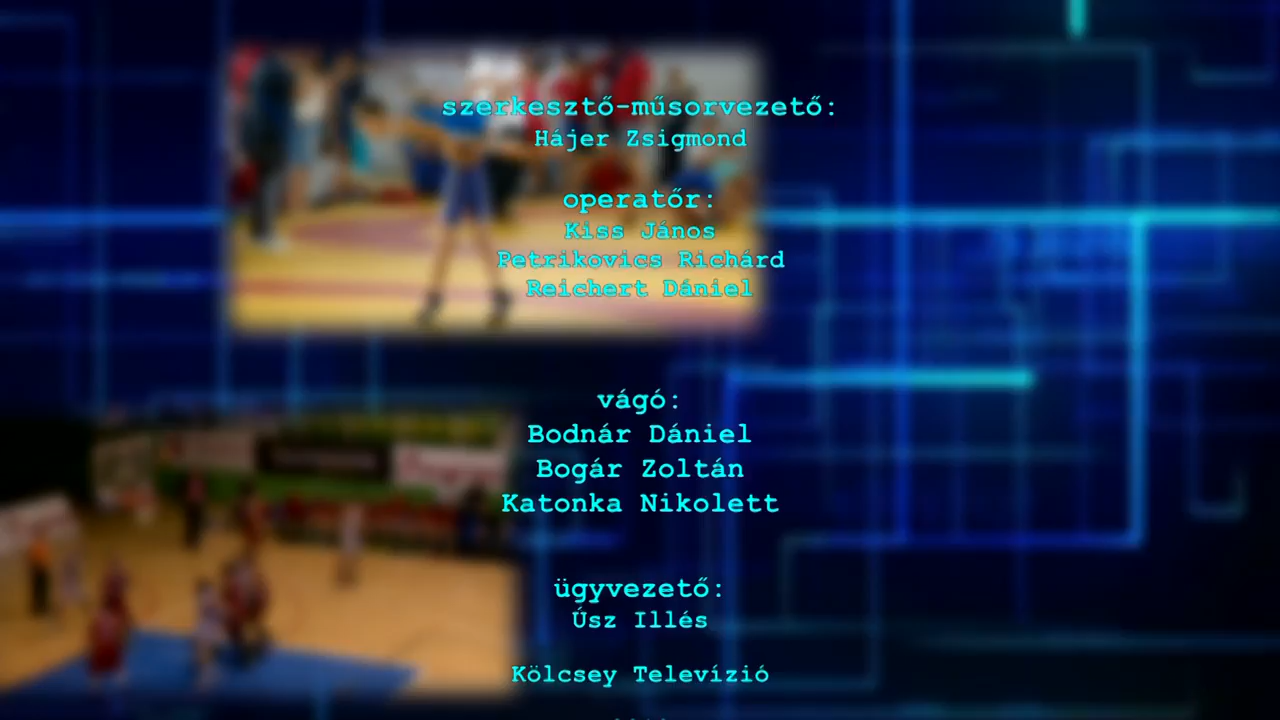 szerkesztő-műsorvezető:
Hájer Zsigmond
operatőr:
Kiss János
Petrikovics Richárd
Reichert Dániel
vágó:
Bodnár Dániel
Bogár Zoltán
Katonka Nikolett
ügyvezető:
Úsz Illés
Kölcsey Televízió